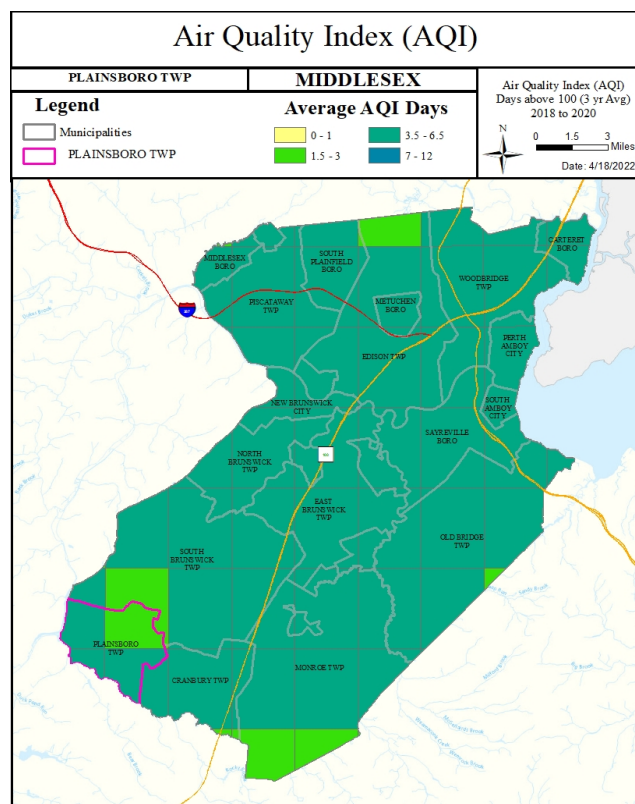 Air Quality Index (AQI)
PLAINSBORO TWP
MIDDLESEX
Legend
Municipalities
PLAINSBORO TWP
Average AQI Days
0 - 1
1.5 - 3
3.5 - 6.5
7 - 12
Air Quality Index (AQI)
Days above 100 (3 yr Avg)
2018 to 2020
N
0 1.5 3
Miles
Date: 4/18/2022
MIDDLESEX
BORO
SOUTH
PLAINFIELD
BORO
CARTERET
BORO
WOODBRIDGE
TWP
PISCATAWAY
TWP
METUCHEN
BORO
PERTH
AMBOY
CITY
EDISON TWP
NEW BRUNSWICK
CITY
SOUTH
AMBOY
CITY
SAYREVILLE
BORO
NORTH
BRUNSWICK
TWP
EAST
BRUNSWICK
TWP
OLD BRIDGE
TWP
SOUTH
BRUNSWICK
TWP
PLAINSBORO
TWP
CRANBURY TWP
MONROE TWP